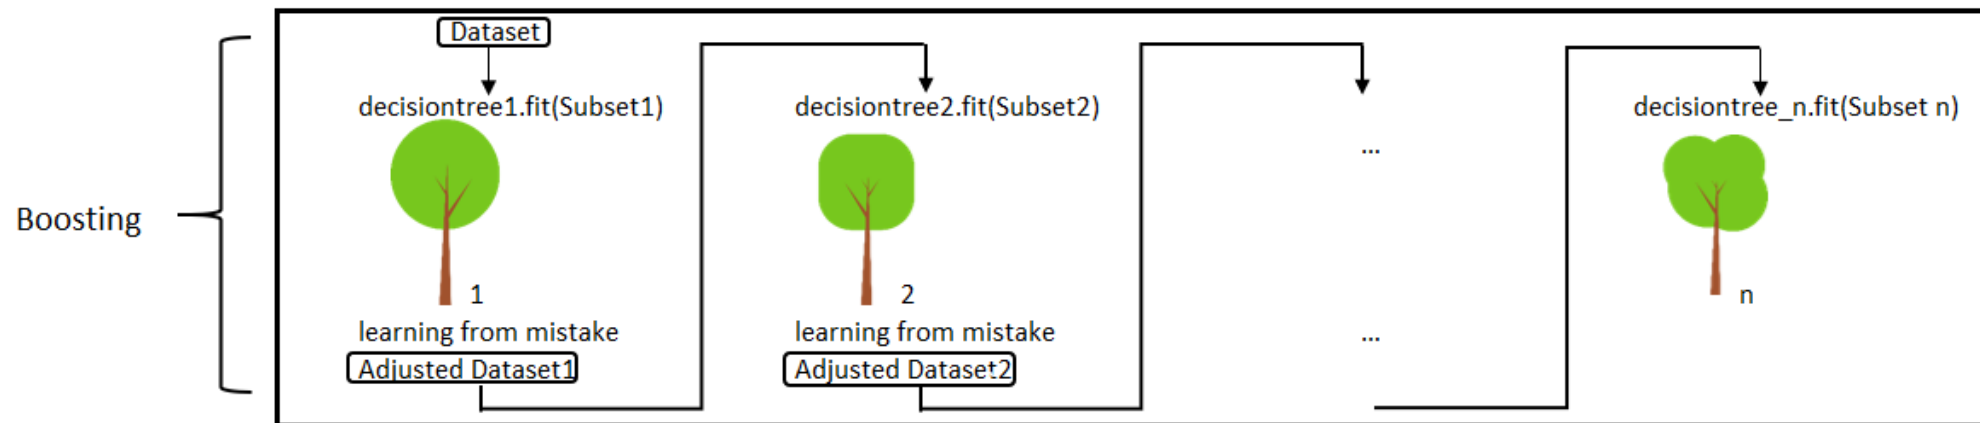 Boosting
Dataset
decisiontree1.fit(Subset1)
1
learning from mistake
Adjusted Dataset1
decisiontree2.fit(Subset2)
2
learning from mistake
Adjusted Dataset2
...
...
decisiontree_n.fit(Subset n)
n